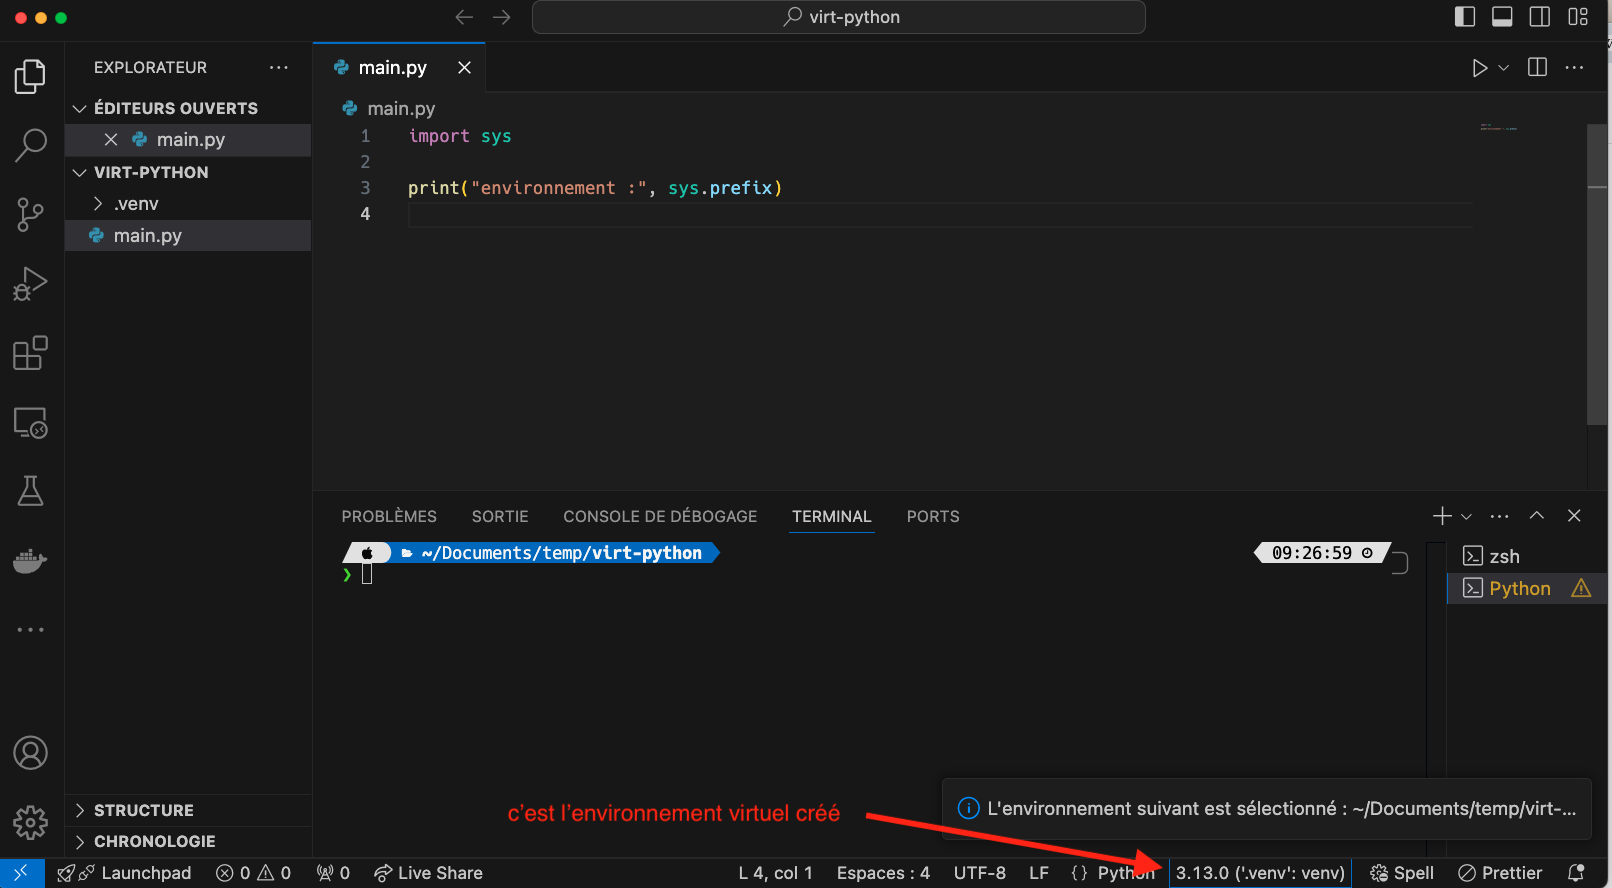 virt-python
EXPLORATEUR
ÉDITEURS OUVERTS
main.py
VIRT-PYTHON
.venv
main.py
STRUCTURE
CHRONOLOGIE
main.py
main.py
1 import sys
2
3 print("environnement :", sys.prefix)
4
PROBLÈMES SORTIE CONSOLE DE DÉBOGAGE TERMINAL PORTS
~/Documents/temp/virt-python 09:26:59
❯
zsh
Python
c’est l’environnement virtuel créé
L'environnement suivant est sélectionné : ~/Documents/temp/virt-...
Launchpad 0 0 0 Live Share L 4, col 1 Espaces : 4 UTF-8 LF {} Python 3.13.0 ('.venv': venv) Spell Prettier